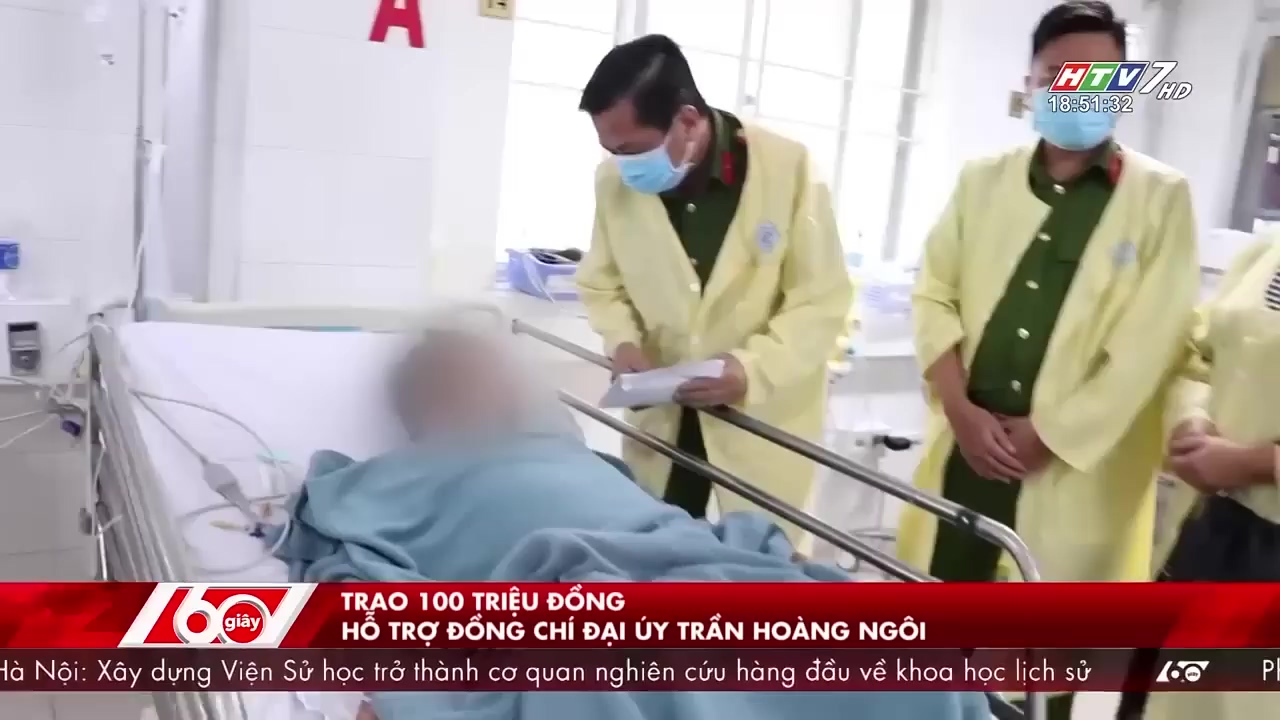 A
HTV7 HD
18:51:32
60 giây
TRAO 100 TRIỆU ĐỒNG
HỖ TRỢ ĐỒNG CHÍ ĐẠI ÚY TRẦN HOÀNG NGÔI
Hà Nội: Xây dựng Viện Sử học trở thành cơ quan nghiên cứu hàng đầu về khoa học lịch sử 60 giây